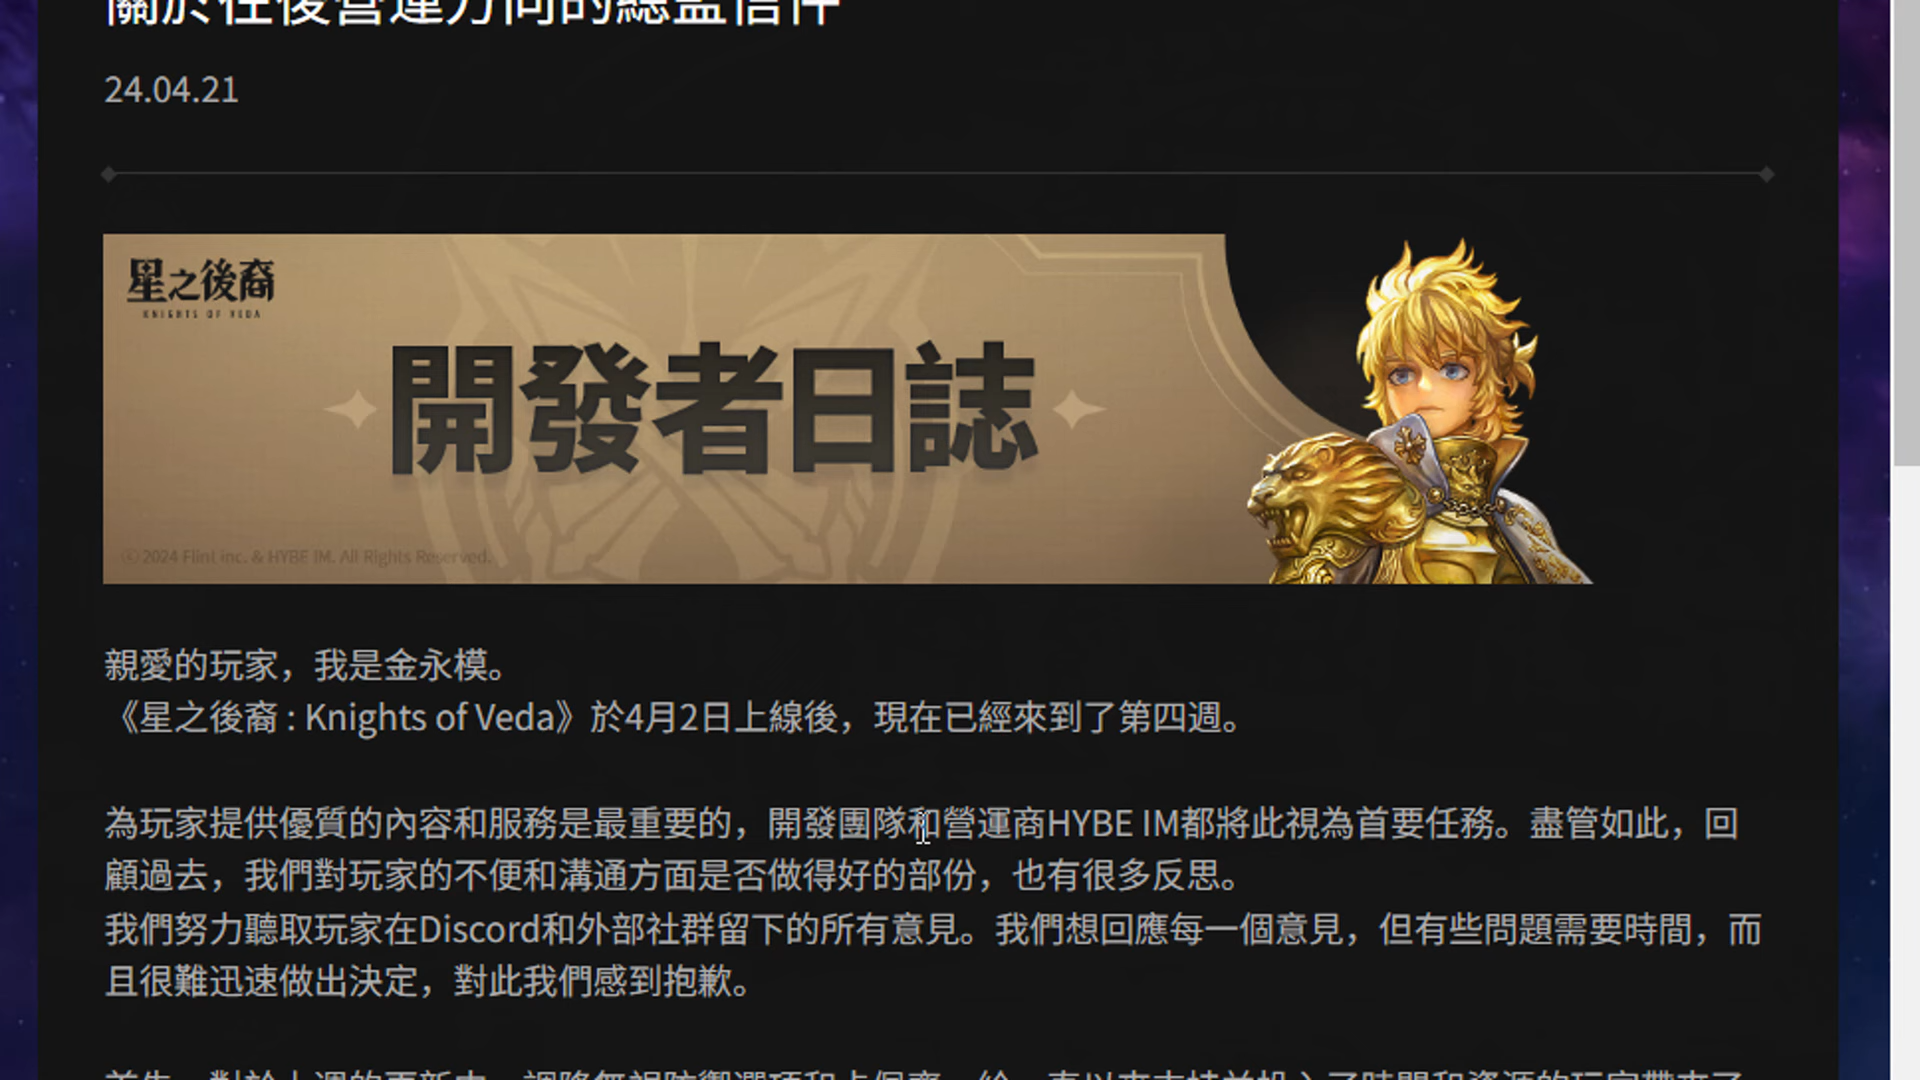 關於往後營運方向的總監信件
24.04.21
星之後裔
KNIGHTS OF VEDA
開發者日誌
ⓒ 2024 Flint inc. & HYBE IM. All Rights Reserved.
親愛的玩家，我是金永模。
《星之後裔 : Knights of Veda》於4月2日上線後，現在已經來到了第四週。
為玩家提供優質的內容和服務是最重要的，開發團隊和營運商HYBE IM都將此視為首要任務。盡管如此，回
顧過去，我們對玩家的不便和溝通方面是否做得好的部份，也有很多反思。
我們努力聽取玩家在Discord和外部社群留下的所有意見。我們想回應每一個意見，但有些問題需要時間，而
且很難迅速做出決定，對此我們感到抱歉。